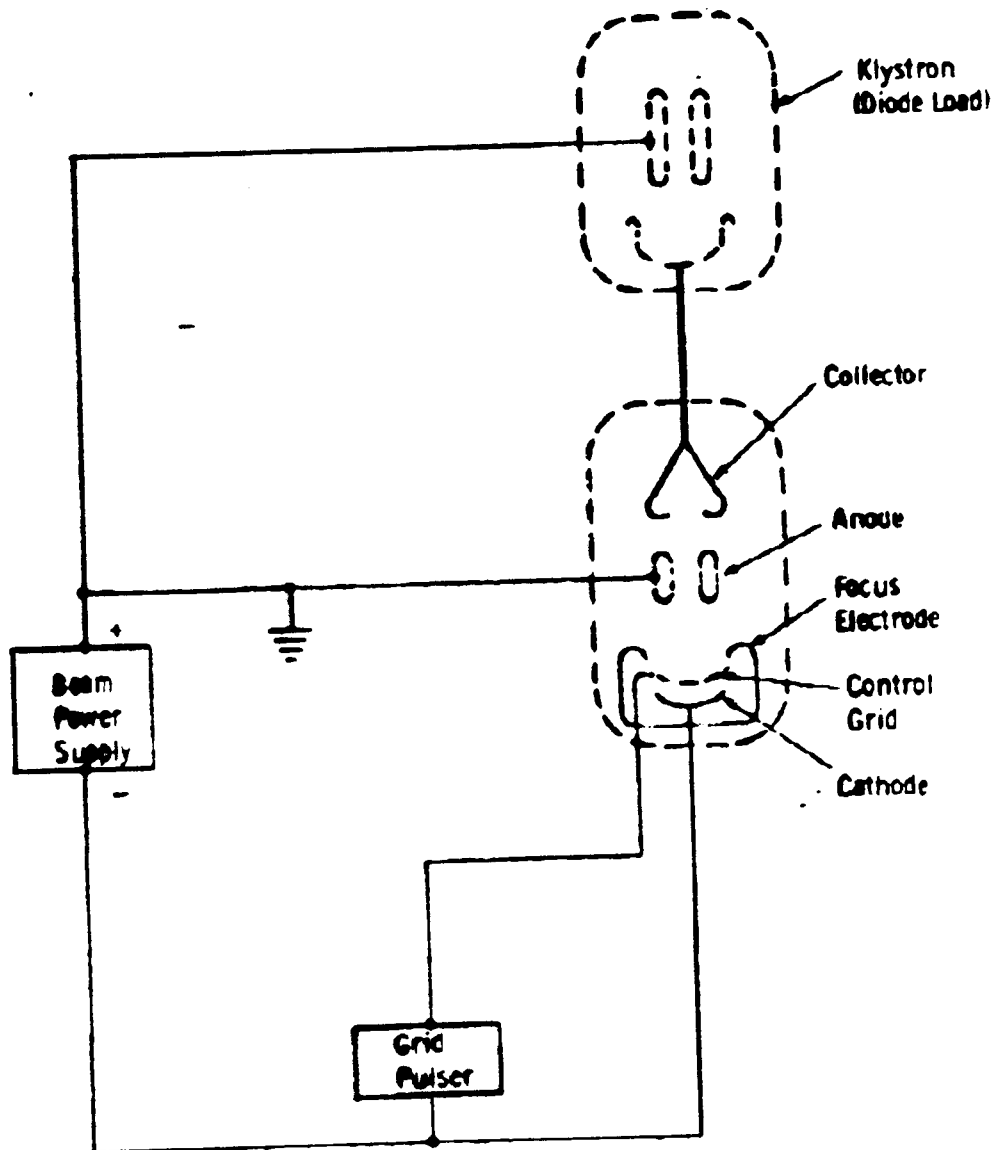 Klystron
(Diode Load)
Collector
Anode
Focus
Electrode
Control
Grid
Cathode
+
Beam
Power
Supply
-
Grid
Pulser